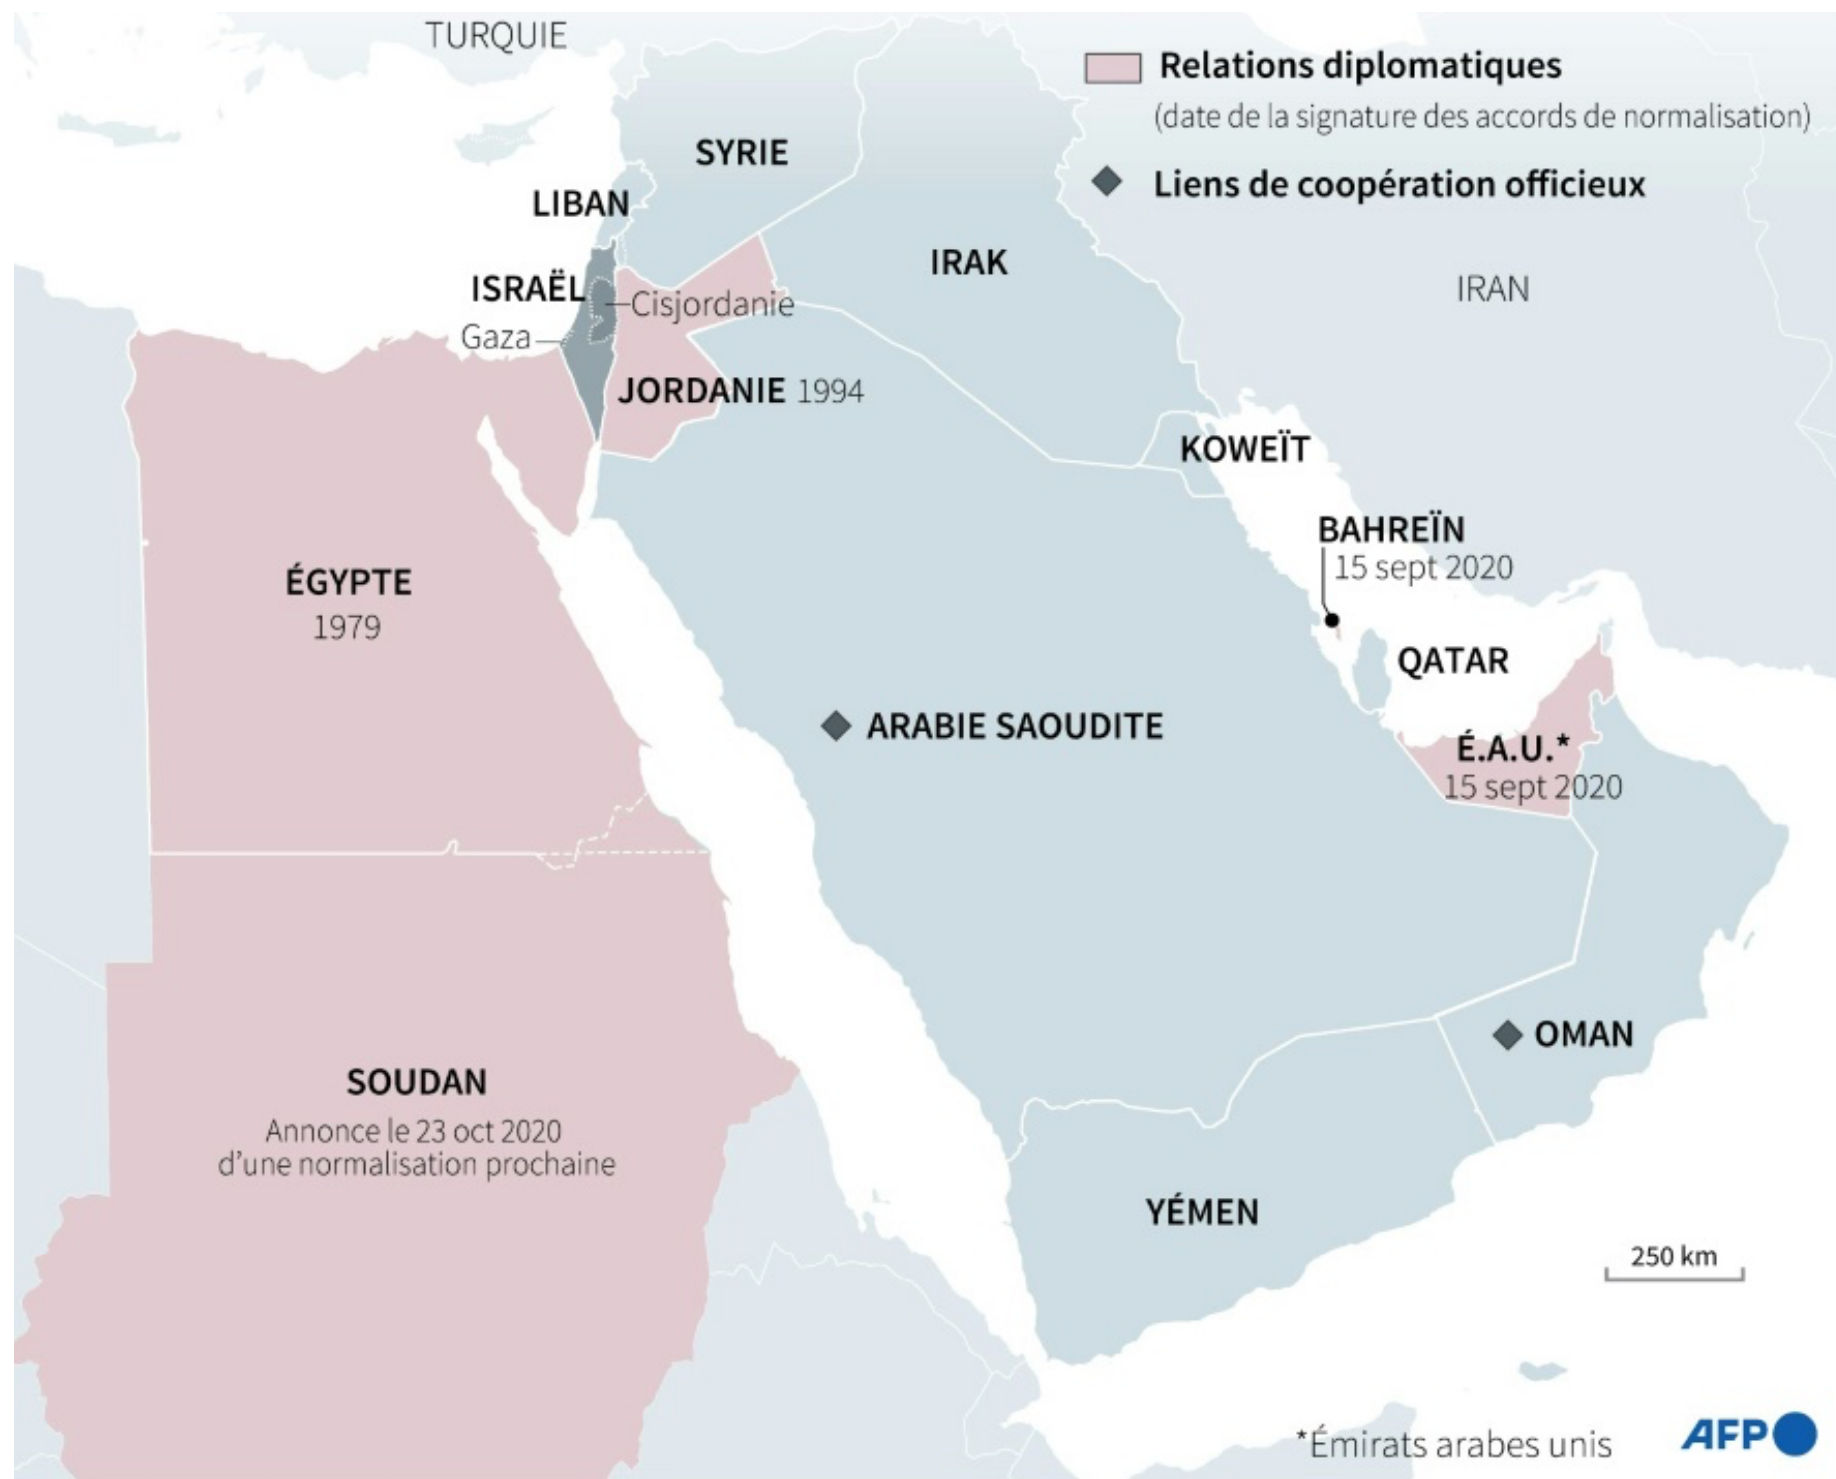 TURQUIE
Relations diplomatiques
(date de la signature des accords de normalisation)
Liens de coopération officieux
SYRIE
LIBAN
IRAK
IRAN
ISRAËL
Cisjordanie
Gaza
JORDANIE 1994
KOWEÏT
BAHREÏN
15 sept 2020
ÉGYPTE
1979
QATAR
ARABIE SAOUDITE
É.A.U.*
15 sept 2020
OMAN
SOUDAN
Annonce le 23 oct 2020
d'une normalisation prochaine
YÉMEN
250 km
*Émirats arabes unis
AFP